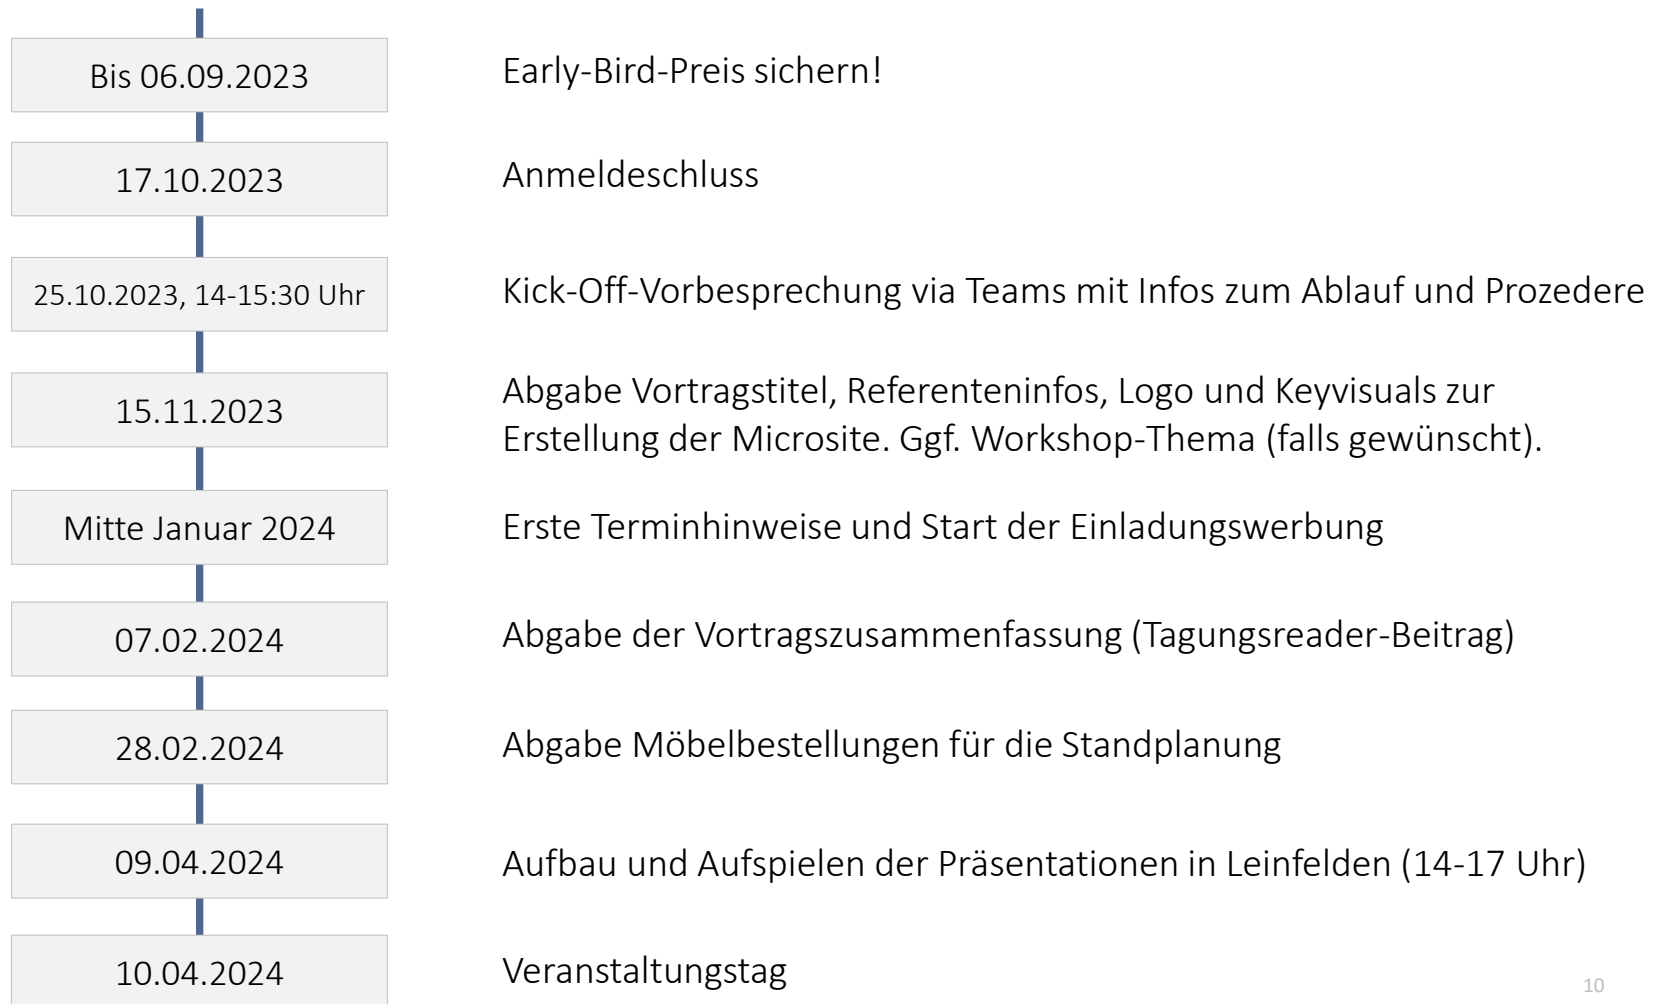 Bis 06.09.2023
Early-Bird-Preis sichern!
17.10.2023
Anmeldeschluss
25.10.2023, 14-15:30 Uhr
Kick-Off-Vorbesprechung via Teams mit Infos zum Ablauf und Prozedere
15.11.2023
Abgabe Vortragstitel, Referenteninfos, Logo und Keyvisuals zur
Erstellung der Microsite. Ggf. Workshop-Thema (falls gewünscht).
Mitte Januar 2024
Erste Terminhinweise und Start der Einladungswerbung
07.02.2024
Abgabe der Vortragszusammenfassung (Tagungsreader-Beitrag)
28.02.2024
Abgabe Möbelbestellungen für die Standplanung
09.04.2024
Aufbau und Aufspielen der Präsentationen in Leinfelden (14-17 Uhr)
10.04.2024
Veranstaltungstag
10